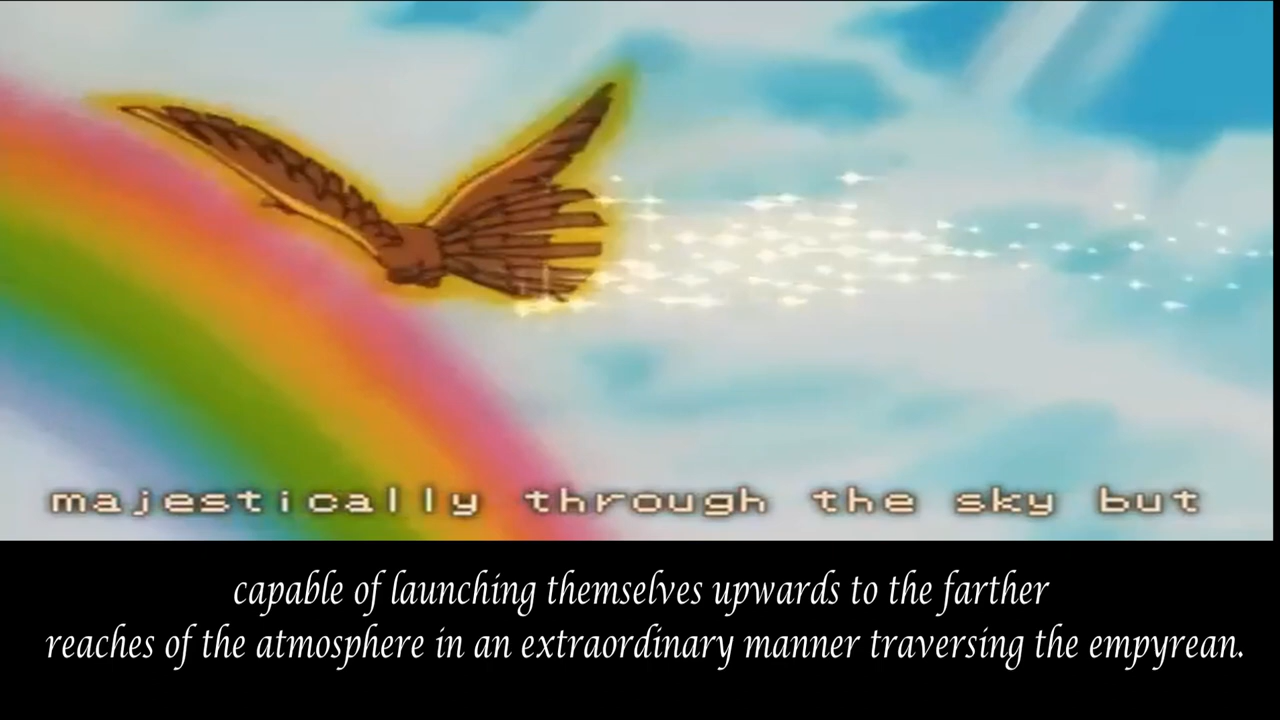 majestically through the sky but
capable of launching themselves upwards to the farther
reaches of the atmosphere in an extraordinary manner traversing the empyrean.